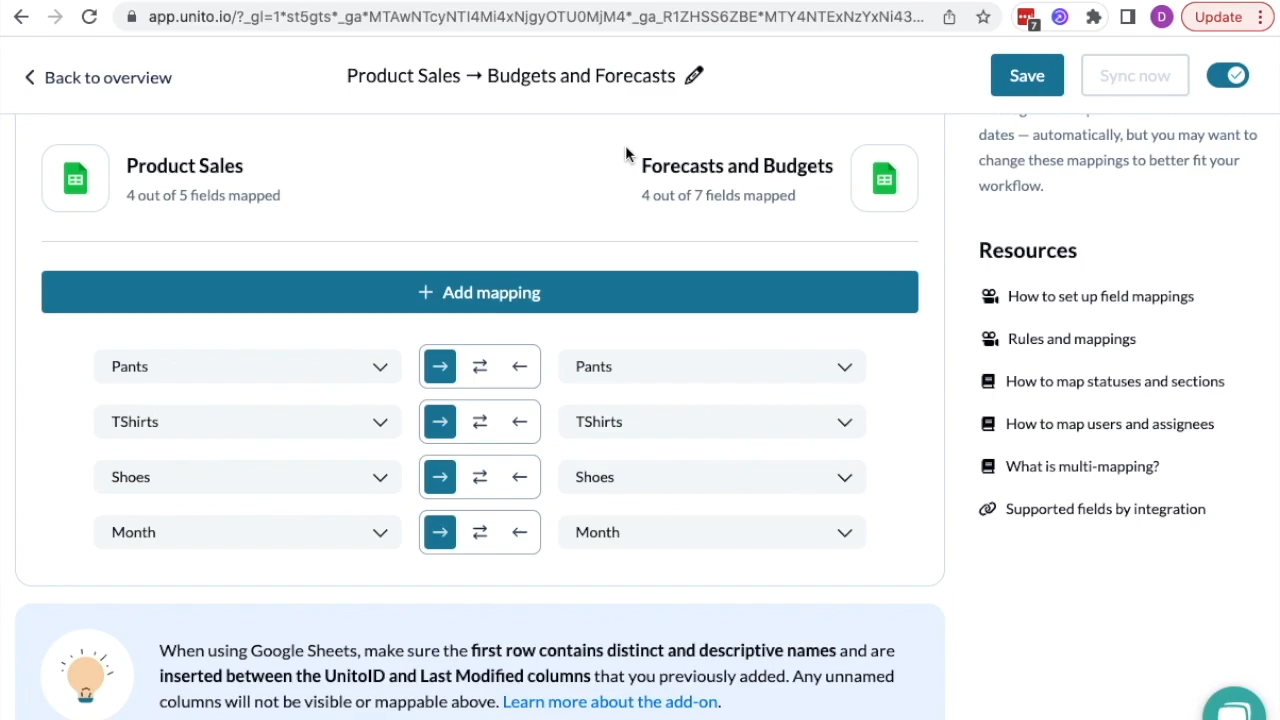 app.unito.io/?_gl=1*st5gts*_ga*MTAwNTcyNTI4Mi4xNjgyOTU0MjM4*_ga_R1ZHSS6ZBE*MTY4NTExNzYxNi43...
7
D
Update
Back to overview
Product Sales → Budgets and Forecasts
Save
Sync now
dates — automatically, but you may want to
change these mappings to better fit your
workflow.
Product Sales
4 out of 5 fields mapped
Forecasts and Budgets
4 out of 7 fields mapped
+ Add mapping
Pants → ⇄ ← Pants
TShirts → ⇄ ← TShirts
Shoes → ⇄ ← Shoes
Month → ⇄ ← Month
Resources
How to set up field mappings
Rules and mappings
How to map statuses and sections
How to map users and assignees
What is multi-mapping?
Supported fields by integration
When using Google Sheets, make sure the first row contains distinct and descriptive names and are
inserted between the UnitoID and Last Modified columns that you previously added. Any unnamed
columns will not be visible or mappable above. Learn more about the add-on.